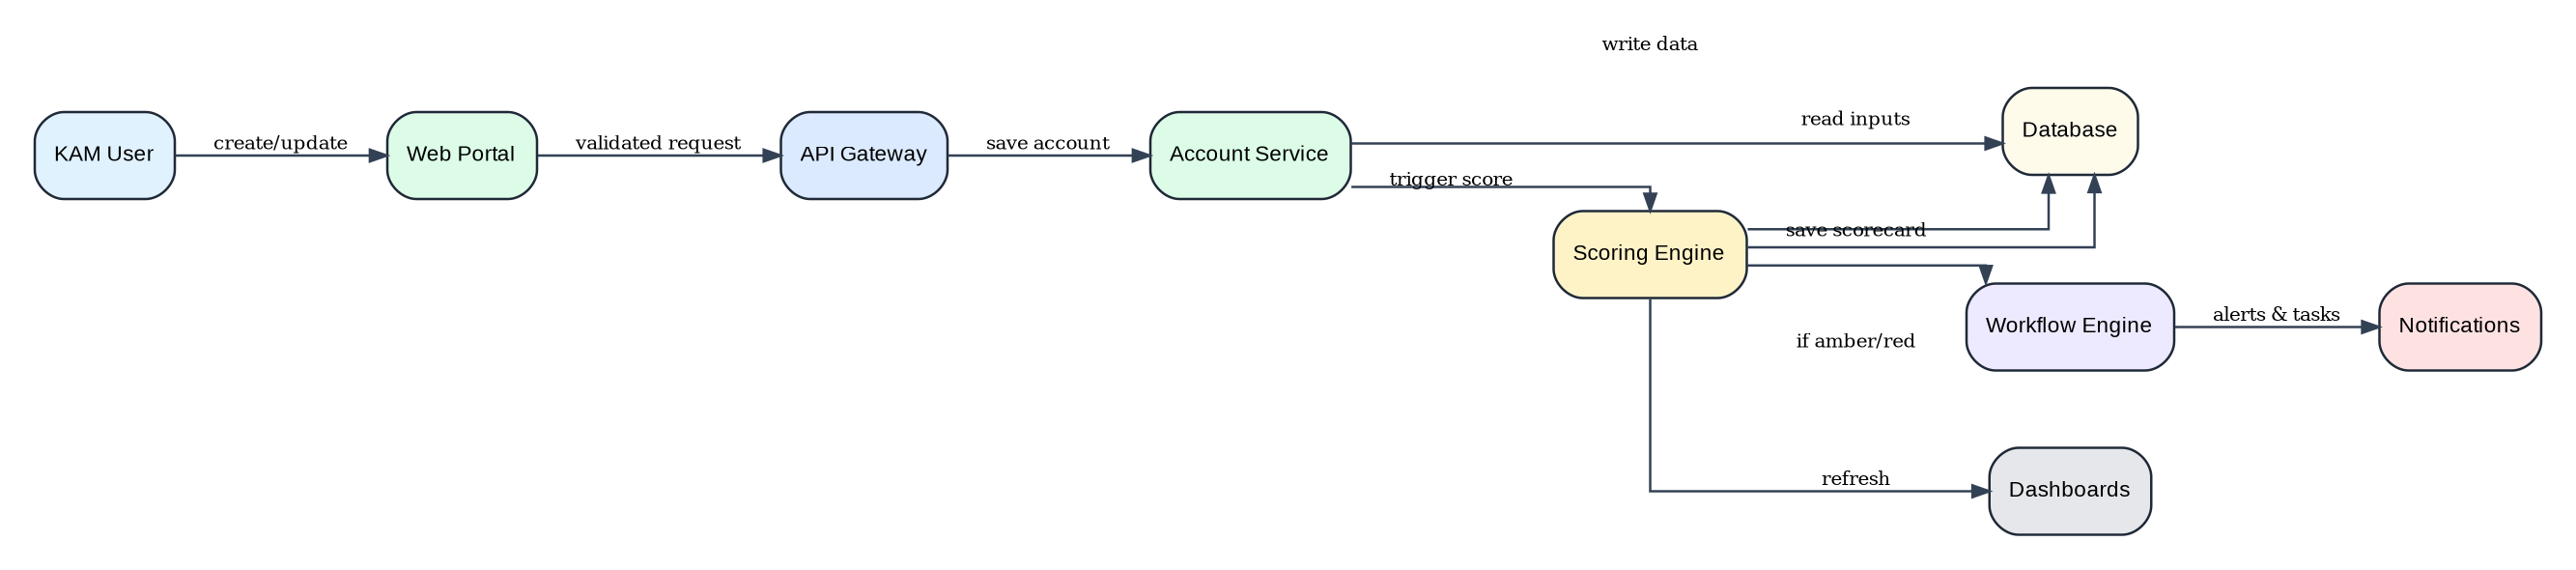 write data
KAM User
create/update
Web Portal
validated request
API Gateway
save account
Account Service
read inputs
Database
trigger score
Scoring Engine
save scorecard
if amber/red
Workflow Engine
alerts & tasks
Notifications
refresh
Dashboards